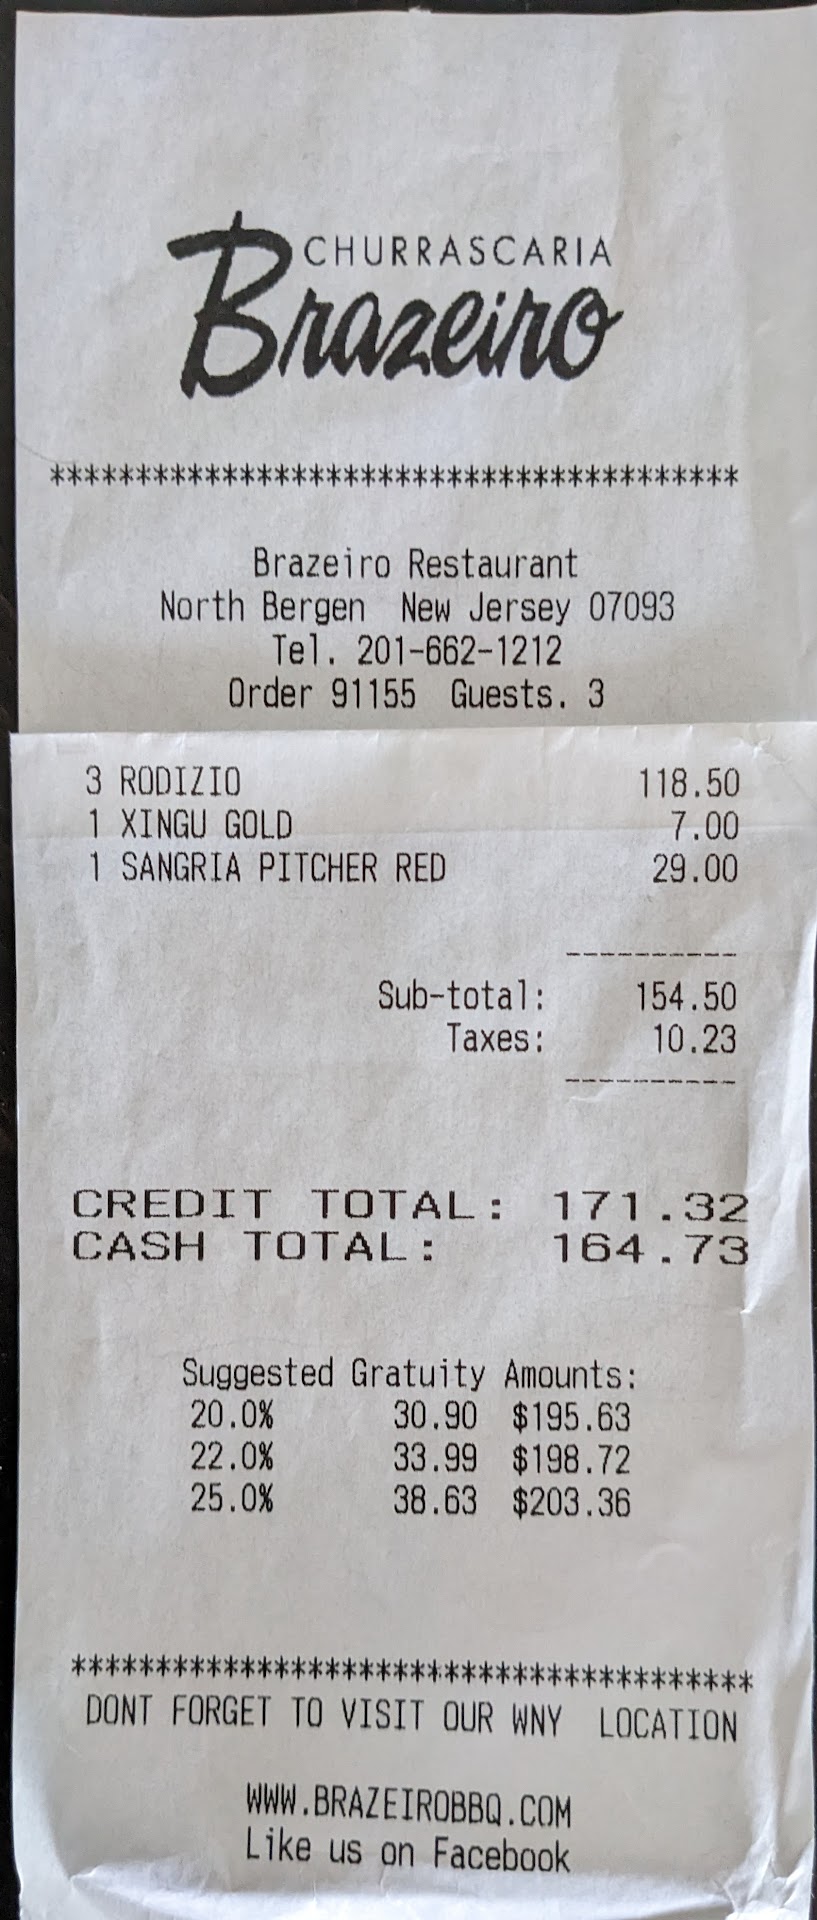 CHURRASCARIA
Brazeiro
****************************************
Brazeiro Restaurant
North Bergen New Jersey 07093
Tel. 201-662-1212
Order 91155 Guests. 3
3 RODIZIO 118.50
1 XINGU GOLD 7.00
1 SANGRIA PITCHER RED 29.00
----------
Sub-total: 154.50
Taxes: 10.23
----------
CREDIT TOTAL: 171.32
CASH TOTAL: 164.73
Suggested Gratuity Amounts:
20.0% 30.90 $195.63
22.0% 33.99 $198.72
25.0% 38.63 $203.36
****************************************
DONT FORGET TO VISIT OUR WNY LOCATION
WWW.BRAZEIROBBQ.COM
Like us on Facebook